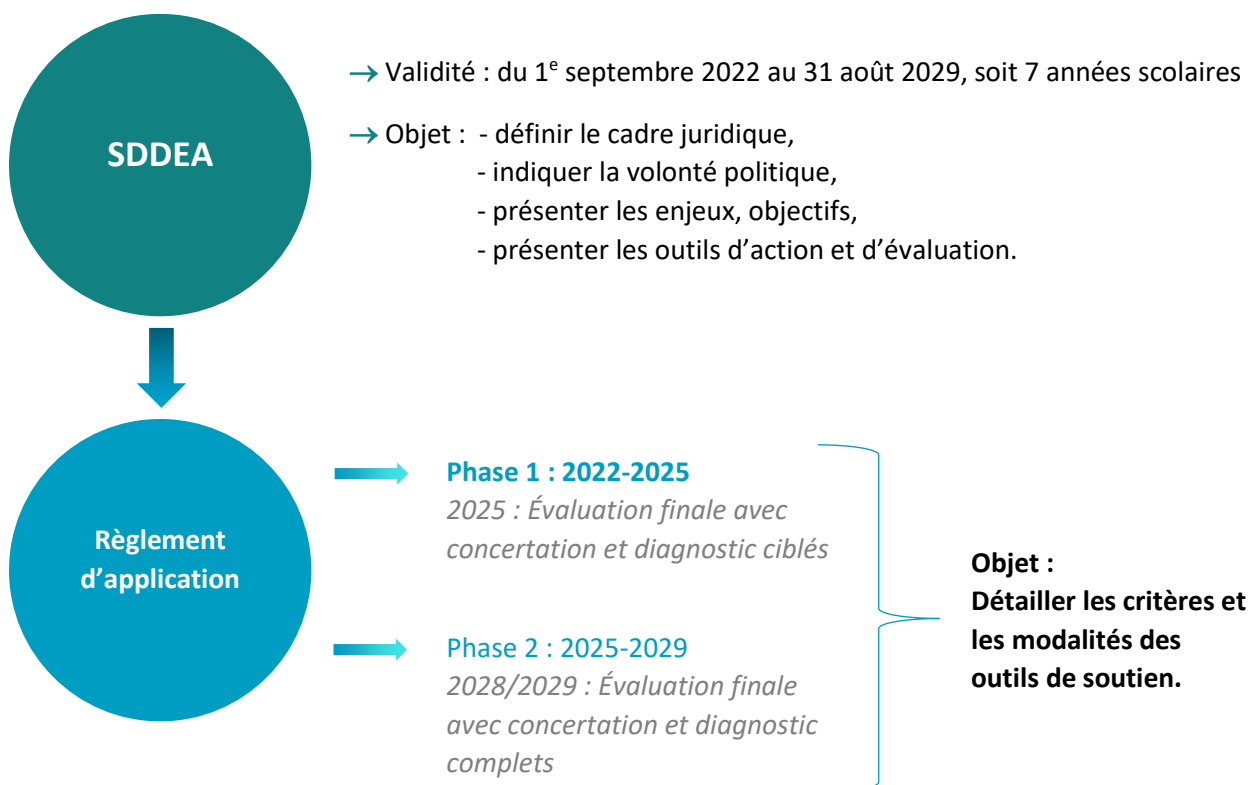 SDDEA
→ Validité : du 1e septembre 2022 au 31 août 2029, soit 7 années scolaires
→ Objet : - définir le cadre juridique,
- indiquer la volonté politique,
- présenter les enjeux, objectifs,
- présenter les outils d’action et d’évaluation.
Règlement
d’application
Phase 1 : 2022-2025
2025 : Évaluation finale avec
concertation et diagnostic ciblés
Phase 2 : 2025-2029
2028/2029 : Évaluation finale
avec concertation et diagnostic
complets
Objet :
Détailler les critères et
les modalités des
outils de soutien.